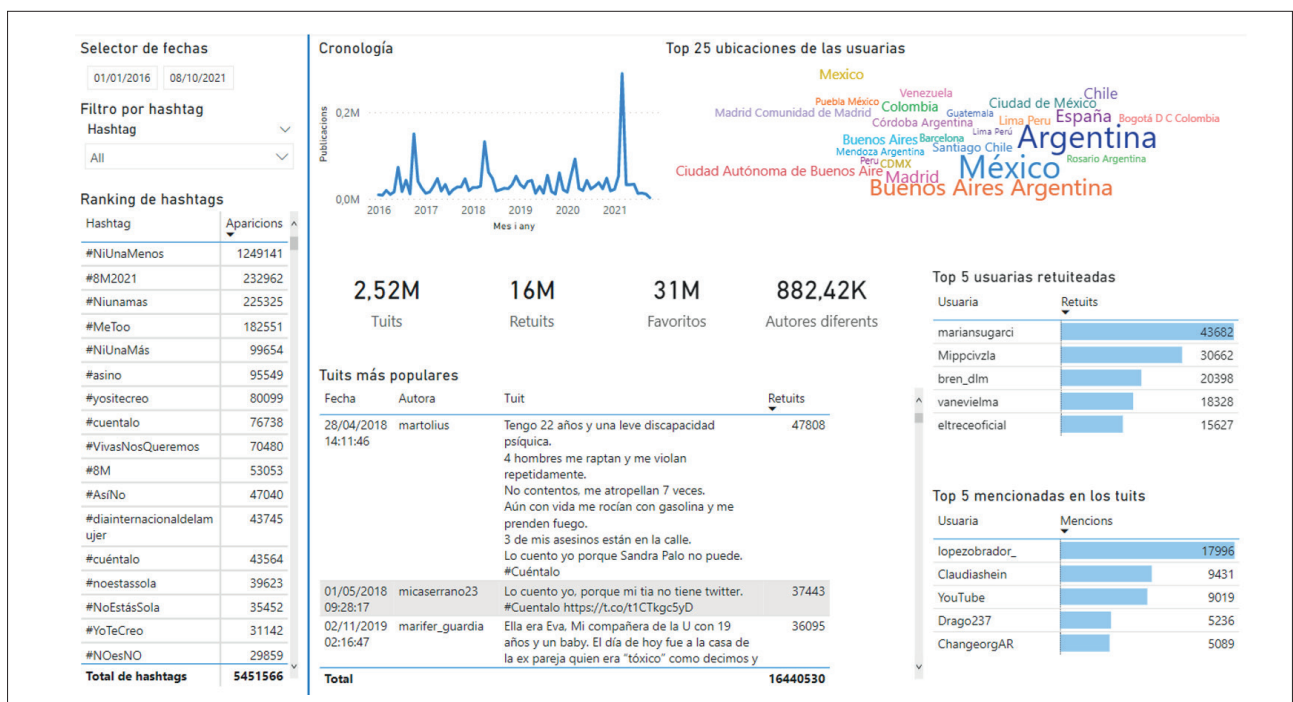 Selector de fechas
01/01/2016 08/10/2021
Filtro por hashtag
Hashtag
All
Ranking de hashtags
Hashtag Aparicions
#NiUnaMenos 1249141
#8M2021 232962
#Niunamas 225325
#MeToo 182551
#NiUnaMás 99654
#asino 95549
#yositecreo 80099
#cuentalo 76738
#VivasNosQueremos 70480
#8M 53053
#AsíNo 47040
#diainternacionaldelam 43745
ujer
#cuéntalo 43564
#noestassola 39623
#NoEstásSola 35452
#YoTeCreo 31142
#NOesNO 29859
Total de hashtags 5451566
Cronología
Publicacions
0,2M
0,0M
2016 2017 2018 2019 2020 2021
Mes i any
Top 25 ubicaciones de las usuarias
Mexico
Venezuela
Chile
Puebla México
Ciudad de México
Colombia
Madrid Comunidad de Madrid
Guatemala
España
Lima Peru
Bogotá D C Colombia
Córdoba Argentina
Lima Perú
Argentina
Buenos Aires
Barcelona
Santiago Chile
Mendoza Argentina
Rosario Argentina
Peru
CDMX
México
Ciudad Autónoma de Buenos Aire
Madrid
Buenos Aires Argentina
2,52M 16M 31M 882,42K
Tuits Retuits Favoritos Autores diferents
Tuits más populares
Fecha Autora Tuit Retuits
28/04/2018 martolius Tengo 22 años y una leve discapacidad 47808
14:11:46 psíquica.
4 hombres me raptan y me violan
repetidamente.
No contentos, me atropellan 7 veces.
Aún con vida me rocían con gasolina y me
prenden fuego.
3 de mis asesinos están en la calle.
Lo cuento yo porque Sandra Palo no puede.
#Cuéntalo
01/05/2018 micaserrano23 Lo cuento yo, porque mi tia no tiene twitter. 37443
09:28:17 #Cuentalo https://t.co/t1CTkgc5yD
02/11/2019 marifer_guardia Ella era Eva, Mi compañera de la U con 19 36095
02:16:47 años y un baby. El día de hoy fue a la casa de
la ex pareja quien era "tóxico" como decimos y
Total 16440530
Top 5 usuarias retuiteadas
Usuaria Retuits
mariansugarci 43682
Mippcivzla 30662
bren_dlm 20398
vanevielma 18328
eltreceoficial 15627
Top 5 mencionadas en los tuits
Usuaria Mencions
lopezobrador_ 17996
Claudiashein 9431
YouTube 9019
Drago237 5236
ChangeorgAR 5089